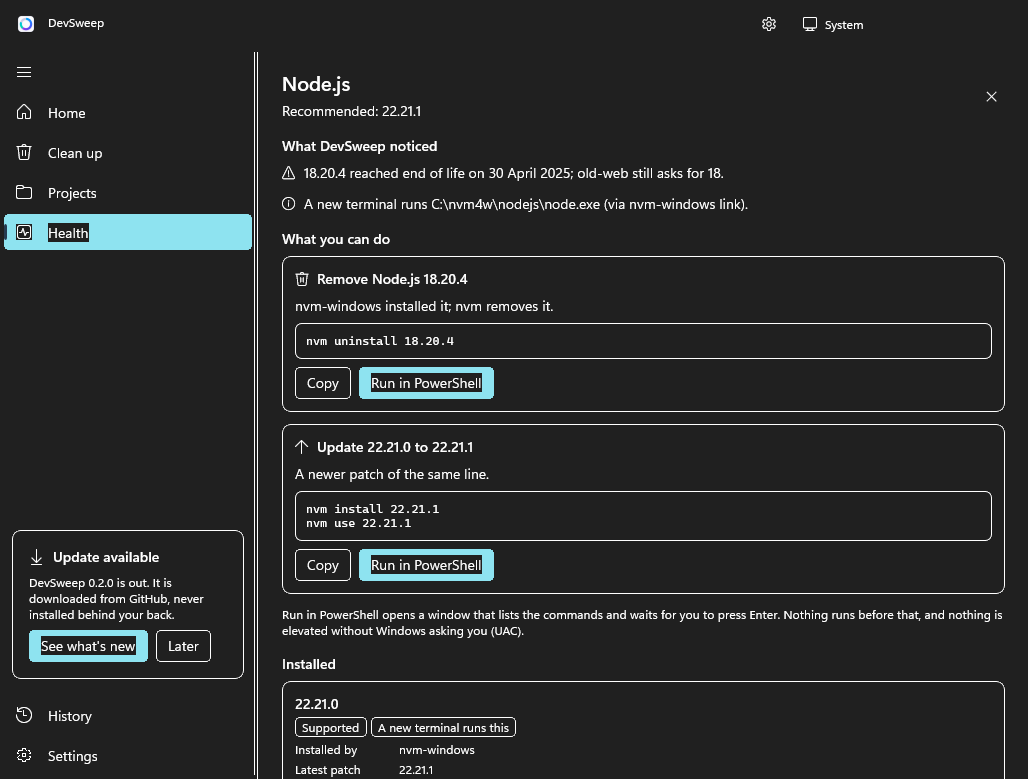 DevSweep
System
Home
Clean up
Projects
Health
Update available
DevSweep 0.2.0 is out. It is
downloaded from GitHub, never
installed behind your back.
See what's new
Later
History
Settings
Node.js
Recommended: 22.21.1
What DevSweep noticed
18.20.4 reached end of life on 30 April 2025; old-web still asks for 18.
A new terminal runs C:\nvm4w\nodejs\node.exe (via nvm-windows link).
What you can do
Remove Node.js 18.20.4
nvm-windows installed it; nvm removes it.
nvm uninstall 18.20.4
Copy
Run in PowerShell
Update 22.21.0 to 22.21.1
A newer patch of the same line.
nvm install 22.21.1
nvm use 22.21.1
Copy
Run in PowerShell
Run in PowerShell opens a window that lists the commands and waits for you to press Enter. Nothing runs before that, and nothing is
elevated without Windows asking you (UAC).
Installed
22.21.0
Supported
A new terminal runs this
Installed by nvm-windows
Latest patch 22.21.1